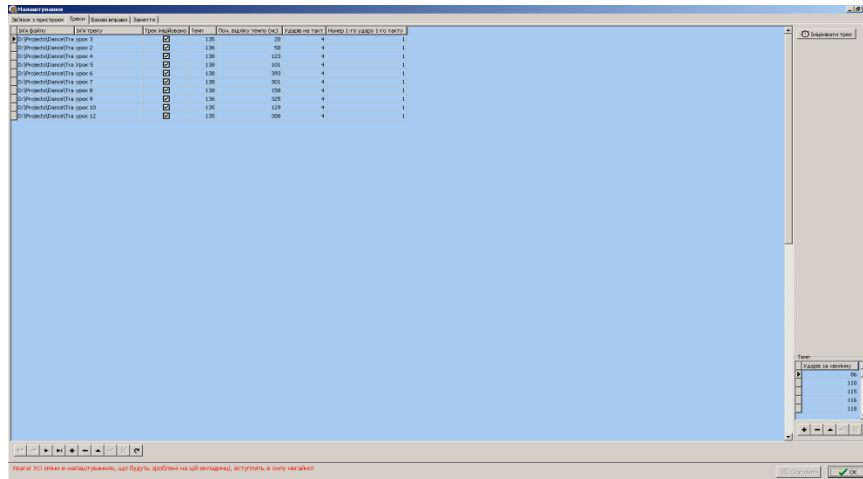 Налаштування
Зв'язок з пристроєм Треки Базові вправи Заняття
Ім'я файлу Ім'я треку Трек ініційовано Темп Поч. відліку темпу (мс) Ударів на такт Номер 1-го удару 1-го такту
D:\Projects\Dance\Tra урок 3 135 28 4 1
D:\Projects\Dance\Tra урок 2 136 50 4 1
D:\Projects\Dance\Tra урок 4 138 123 4 1
D:\Projects\Dance\Tra Урок 5 138 101 4 1
D:\Projects\Dance\Tra урок 6 138 393 4 1
D:\Projects\Dance\Tra урок 7 138 301 4 1
D:\Projects\Dance\Tra урок 8 138 158 4 1
D:\Projects\Dance\Tra урок 9 136 325 4 1
D:\Projects\Dance\Tra урок 10 135 129 4 1
D:\Projects\Dance\Tra урок 12 135 388 4 1
Ініціювати трек
Темп
Ударів за хвилину
86
110
115
116
118
Увага! Усі зміни в налаштуваннях, що будуть зроблені на цій вкладинці, вступлять в силу негайно!
Скасувати
OK